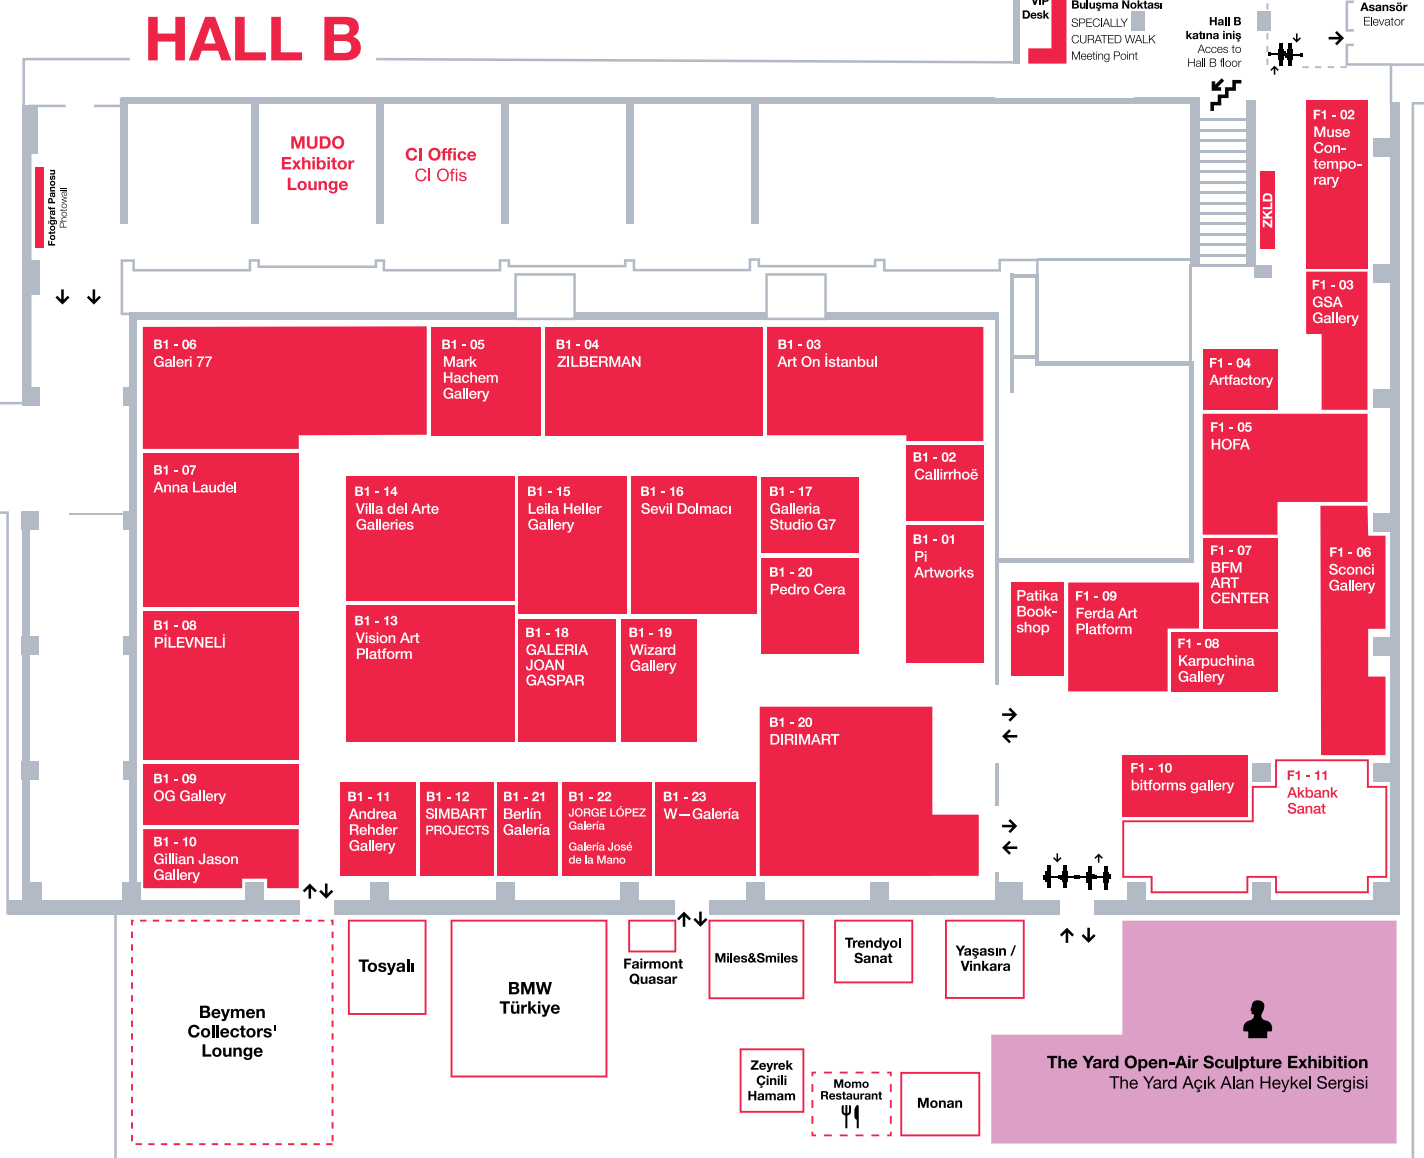 HALL B
VIP
Desk
Buluşma Noktası
SPECIALLY
CURATED WALK
Meeting Point
Hall B
katına iniş
Acces to
Hall B floor
Asansör
Elevator
MUDO
Exhibitor
Lounge
CI Office
CI Ofis
Fotoğraf Panosu
Photowall
ZKLD
F1 - 02
Muse
Con-
tempo-
rary
F1 - 03
GSA
Gallery
F1 - 04
Artfactory
F1 - 05
HOFA
B1 - 06
Galeri 77
B1 - 05
Mark
Hachem
Gallery
B1 - 04
ZILBERMAN
B1 - 03
Art On İstanbul
B1 - 02
Callirrhoë
B1 - 01
Pi
Artworks
B1 - 07
Anna Laudel
B1 - 14
Villa del Arte
Galleries
B1 - 15
Leila Heller
Gallery
B1 - 16
Sevil Dolmacı
B1 - 17
Galleria
Studio G7
B1 - 20
Pedro Cera
F1 - 07
BFM
ART
CENTER
F1 - 06
Sconci
Gallery
Patika
Book-
shop
F1 - 09
Ferda Art
Platform
F1 - 08
Karpuchina
Gallery
B1 - 08
PİLEVNELİ
B1 - 13
Vision Art
Platform
B1 - 18
GALERIA
JOAN
GASPAR
B1 - 19
Wizard
Gallery
B1 - 20
DIRIMART
B1 - 09
OG Gallery
B1 - 10
Gillian Jason
Gallery
B1 - 11
Andrea
Rehder
Gallery
B1 - 12
SIMBART
PROJECTS
B1 - 21
Berlín
Galería
B1 - 22
JORGE LÓPEZ
Galería
Galería José
de la Mano
B1 - 23
W—Galería
F1 - 10
bitforms gallery
F1 - 11
Akbank
Sanat
Beymen
Collectors'
Lounge
Tosyalı
BMW
Türkiye
Fairmont
Quasar
Miles&Smiles
Trendyol
Sanat
Yaşasın /
Vinkara
Zeyrek
Çinili
Hamam
Momo
Restaurant
Monan
The Yard Open-Air Sculpture Exhibition
The Yard Açık Alan Heykel Sergisi